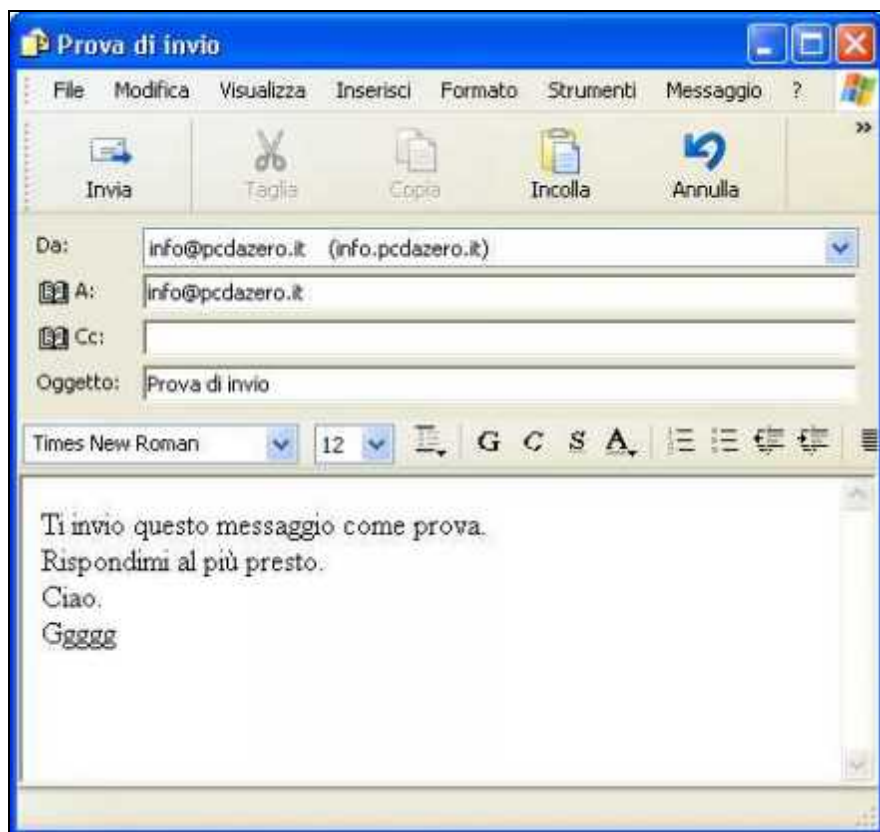 Prova di invio
File Modifica Visualizza Inserisci Formato Strumenti Messaggio ?
Invia Taglia Copia Incolla Annulla »
Da: info@pcdazero.it (info.pcdazero.it)
A: info@pcdazero.it
Cc:
Oggetto: Prova di invio
Times New Roman 12 G C S A
Ti invio questo messaggio come prova.
Rispondimi al più presto.
Ciao.
Ggggg